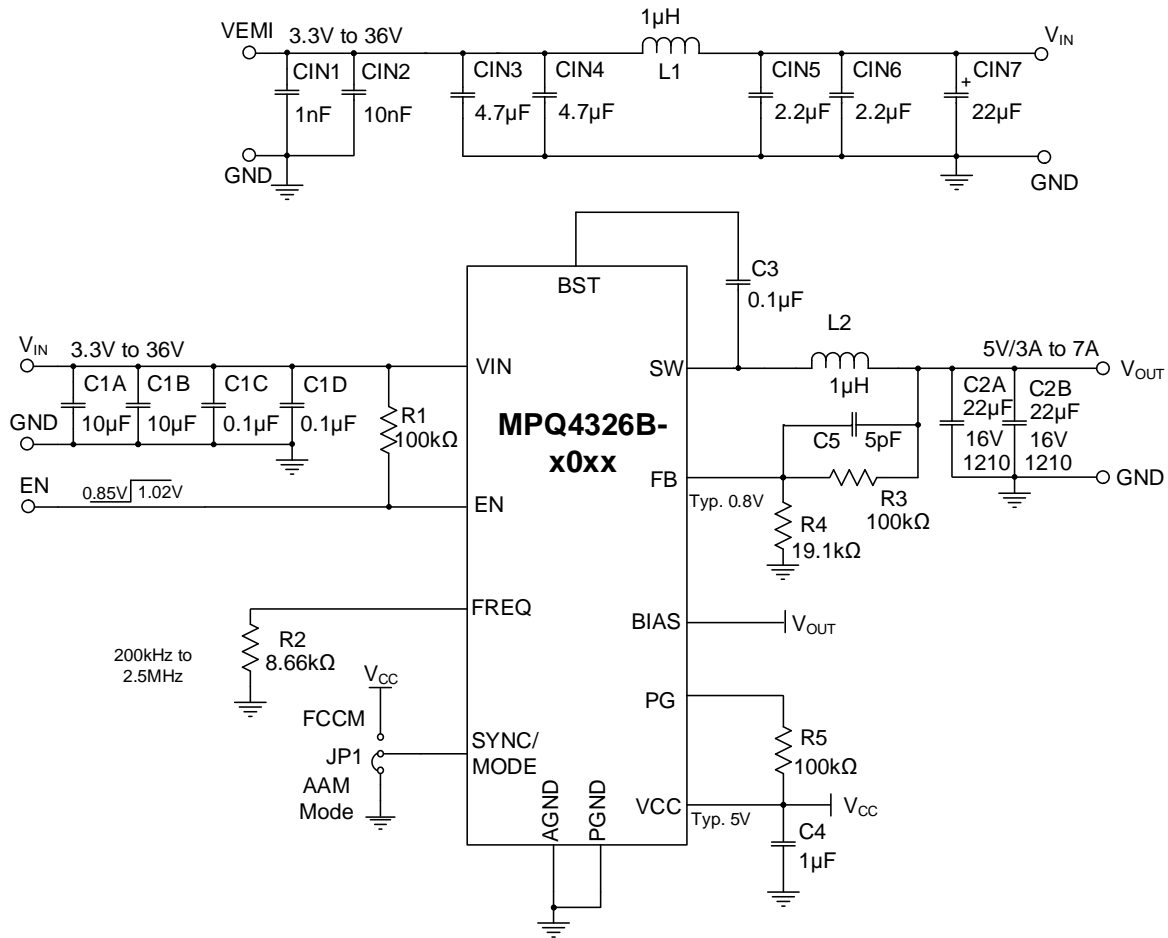 1µH
VEMI 3.3V to 36V VIN
L1
CIN1 CIN2 CIN3 CIN4 CIN5 CIN6 CIN7
1nF 10nF 4.7µF 4.7µF 2.2µF 2.2µF + 22µF
GND GND
BST
C3
0.1µF
VIN 3.3V to 36V
VIN
SW
L2
1µH
5V/3A to 7A
VOUT
C1A C1B C1C C1D
10µF 10µF 0.1µF 0.1µF
GND
R1
100kΩ
MPQ4326B-
x0xx
C2A C2B
22µF 22µF
16V 16V
1210 1210
GND
C5 5pF
FB
Typ. 0.8V
R3
100kΩ
R4
19.1kΩ
EN
0.85V 1.02V
EN
FREQ
R2
8.66kΩ
200kHz to
2.5MHz
BIAS
VOUT
VCC
FCCM
JP1
AAM
Mode
SYNC/
MODE
PG
R5
100kΩ
VCC
Typ. 5V
VCC
C4
1µF
AGND
PGND